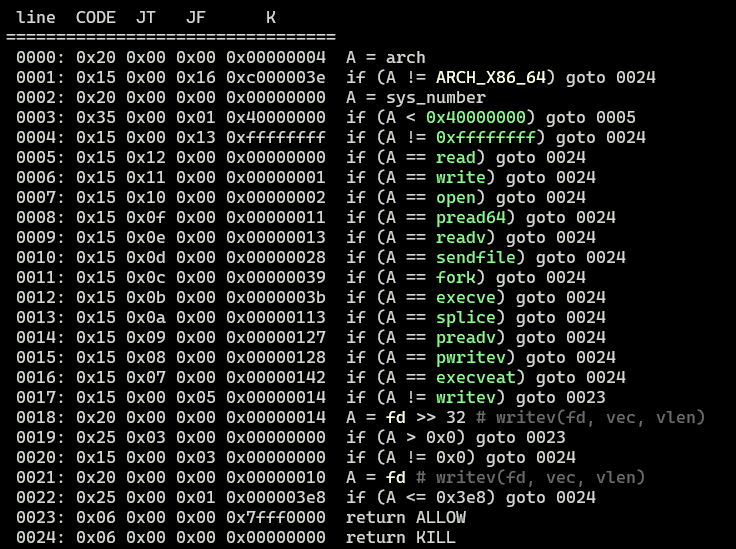 line  CODE  JT   JF      K
=================================
0000: 0x20 0x00 0x00 0x00000004  A = arch
0001: 0x15 0x00 0x16 0xc000003e  if (A != ARCH_X86_64) goto 0024
0002: 0x20 0x00 0x00 0x00000000  A = sys_number
0003: 0x35 0x00 0x01 0x40000000  if (A < 0x40000000) goto 0005
0004: 0x15 0x00 0x13 0xffffffff  if (A != 0xffffffff) goto 0024
0005: 0x15 0x12 0x00 0x00000000  if (A == read) goto 0024
0006: 0x15 0x11 0x00 0x00000001  if (A == write) goto 0024
0007: 0x15 0x10 0x00 0x00000002  if (A == open) goto 0024
0008: 0x15 0x0f 0x00 0x00000011  if (A == pread64) goto 0024
0009: 0x15 0x0e 0x00 0x00000013  if (A == readv) goto 0024
0010: 0x15 0x0d 0x00 0x00000028  if (A == sendfile) goto 0024
0011: 0x15 0x0c 0x00 0x00000039  if (A == fork) goto 0024
0012: 0x15 0x0b 0x00 0x0000003b  if (A == execve) goto 0024
0013: 0x15 0x0a 0x00 0x00000113  if (A == splice) goto 0024
0014: 0x15 0x09 0x00 0x00000127  if (A == preadv) goto 0024
0015: 0x15 0x08 0x00 0x00000128  if (A == pwritev) goto 0024
0016: 0x15 0x07 0x00 0x00000142  if (A == execveat) goto 0024
0017: 0x15 0x00 0x05 0x00000014  if (A != writev) goto 0023
0018: 0x20 0x00 0x00 0x00000014  A = fd >> 32 # writev(fd, vec, vlen)
0019: 0x25 0x03 0x00 0x00000000  if (A > 0x0) goto 0023
0020: 0x15 0x00 0x03 0x00000000  if (A != 0x0) goto 0024
0021: 0x20 0x00 0x00 0x00000010  A = fd # writev(fd, vec, vlen)
0022: 0x25 0x00 0x01 0x000003e8  if (A <= 0x3e8) goto 0024
0023: 0x06 0x00 0x00 0x7fff0000  return ALLOW
0024: 0x06 0x00 0x00 0x00000000  return KILL